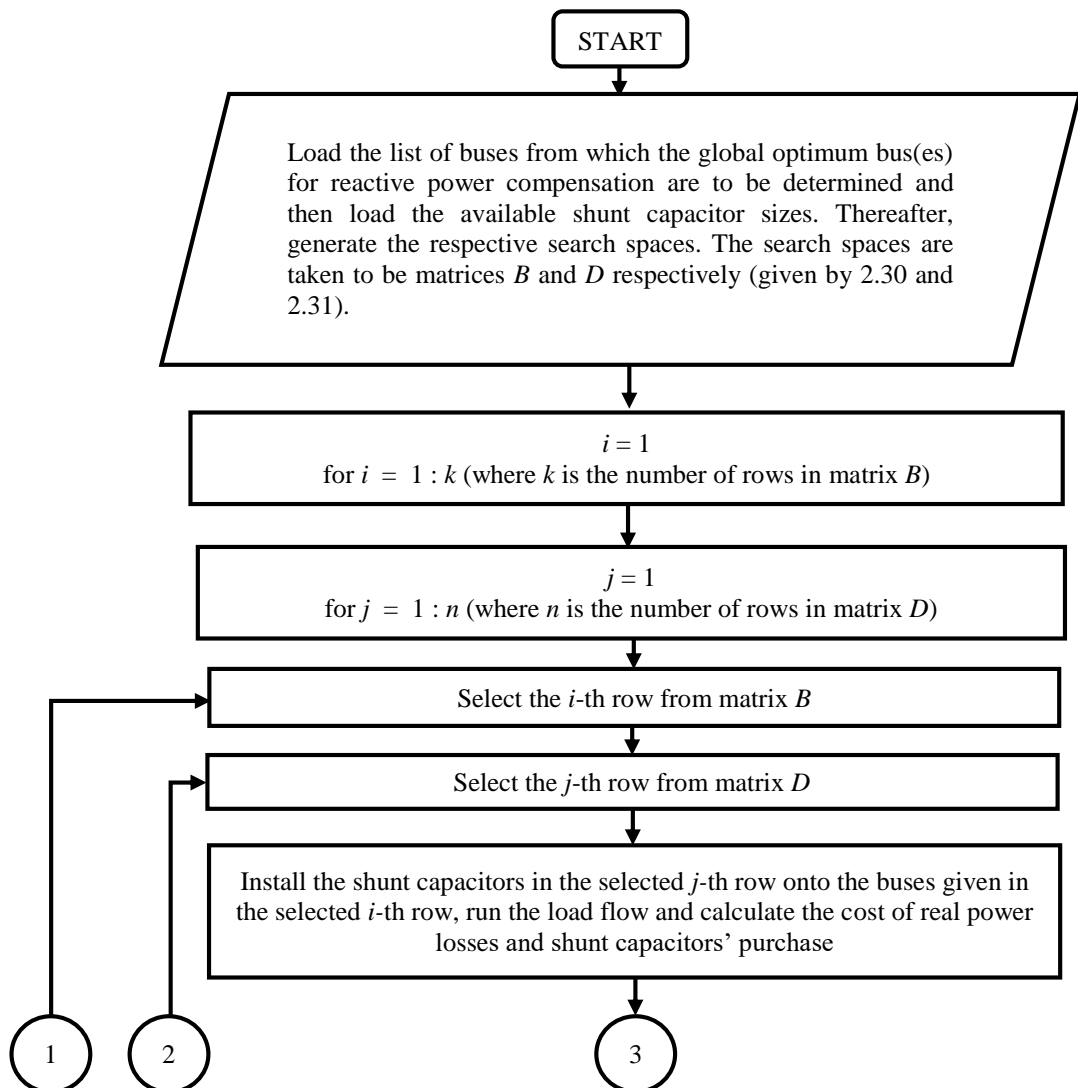 START
Load the list of buses from which the global optimum bus(es)
for reactive power compensation are to be determined and
then load the available shunt capacitor sizes. Thereafter,
generate the respective search spaces. The search spaces are
taken to be matrices B and D respectively (given by 2.30 and
2.31).
i = 1
for i = 1 : k (where k is the number of rows in matrix B)
j = 1
for j = 1 : n (where n is the number of rows in matrix D)
Select the i-th row from matrix B
Select the j-th row from matrix D
Install the shunt capacitors in the selected j-th row onto the buses given in
the selected i-th row, run the load flow and calculate the cost of real power
losses and shunt capacitors’ purchase
1
2
3